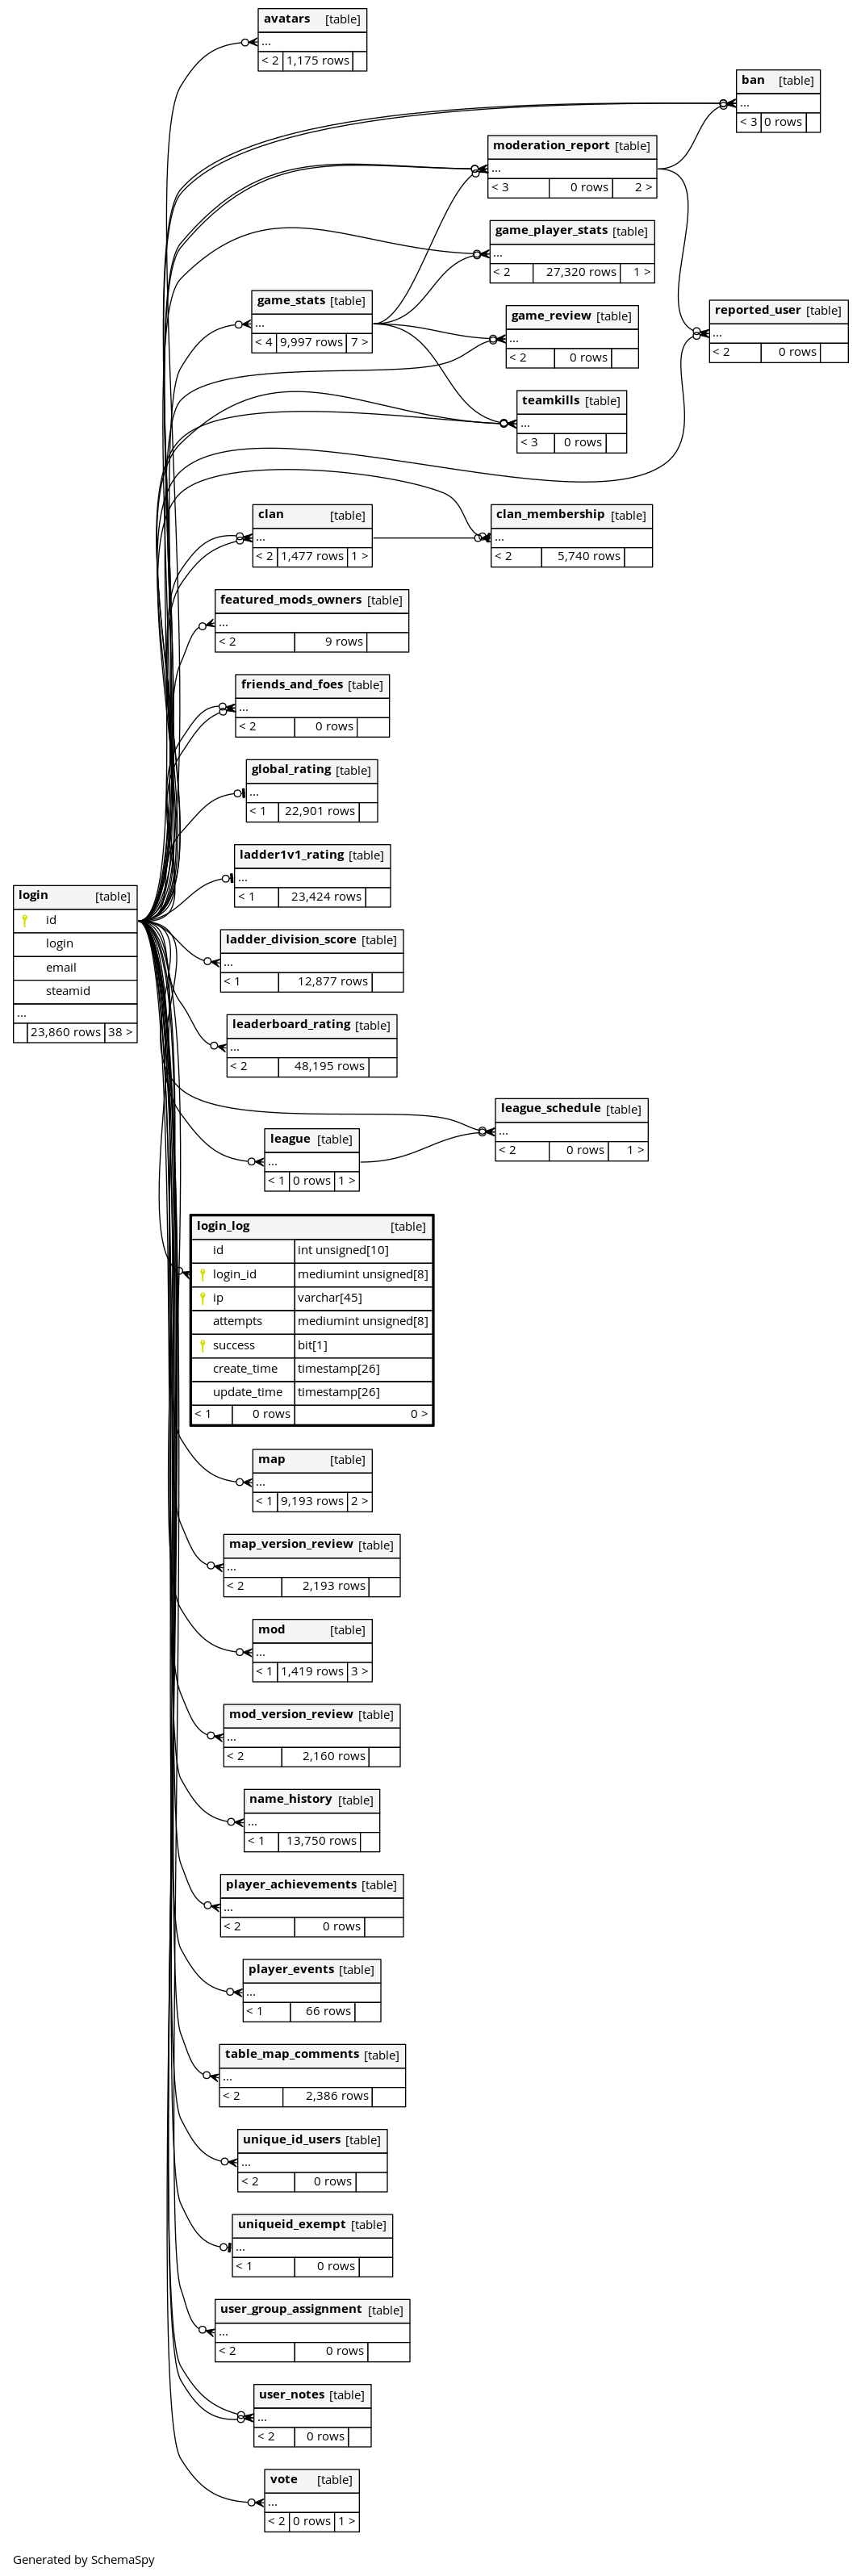 avatars [table]
...
< 2 1,175 rows
ban [table]
...
< 3 0 rows
moderation_report [table]
...
< 3 0 rows 2 >
game_player_stats [table]
...
< 2 27,320 rows 1 >
game_stats [table]
...
< 4 9,997 rows 7 >
game_review [table]
...
< 2 0 rows
reported_user [table]
...
< 2 0 rows
teamkills [table]
...
< 3 0 rows
clan [table]
...
< 2 1,477 rows 1 >
clan_membership [table]
...
< 2 5,740 rows
featured_mods_owners [table]
...
< 2 9 rows
friends_and_foes [table]
...
< 2 0 rows
global_rating [table]
...
< 1 22,901 rows
ladder1v1_rating [table]
...
< 1 23,424 rows
login [table]
id
login
email
steamid
...
23,860 rows 38 >
ladder_division_score [table]
...
< 1 12,877 rows
leaderboard_rating [table]
...
< 2 48,195 rows
league_schedule [table]
...
< 2 0 rows 1 >
league [table]
...
< 1 0 rows 1 >
login_log [table]
id int unsigned[10]
login_id mediumint unsigned[8]
ip varchar[45]
attempts mediumint unsigned[8]
success bit[1]
create_time timestamp[26]
update_time timestamp[26]
< 1 0 rows 0 >
map [table]
...
< 1 9,193 rows 2 >
map_version_review [table]
...
< 2 2,193 rows
mod [table]
...
< 1 1,419 rows 3 >
mod_version_review [table]
...
< 2 2,160 rows
name_history [table]
...
< 1 13,750 rows
player_achievements [table]
...
< 2 0 rows
player_events [table]
...
< 1 66 rows
table_map_comments [table]
...
< 2 2,386 rows
unique_id_users [table]
...
< 2 0 rows
uniqueid_exempt [table]
...
< 1 0 rows
user_group_assignment [table]
...
< 2 0 rows
user_notes [table]
...
< 2 0 rows
vote [table]
...
< 2 0 rows 1 >
Generated by SchemaSpy